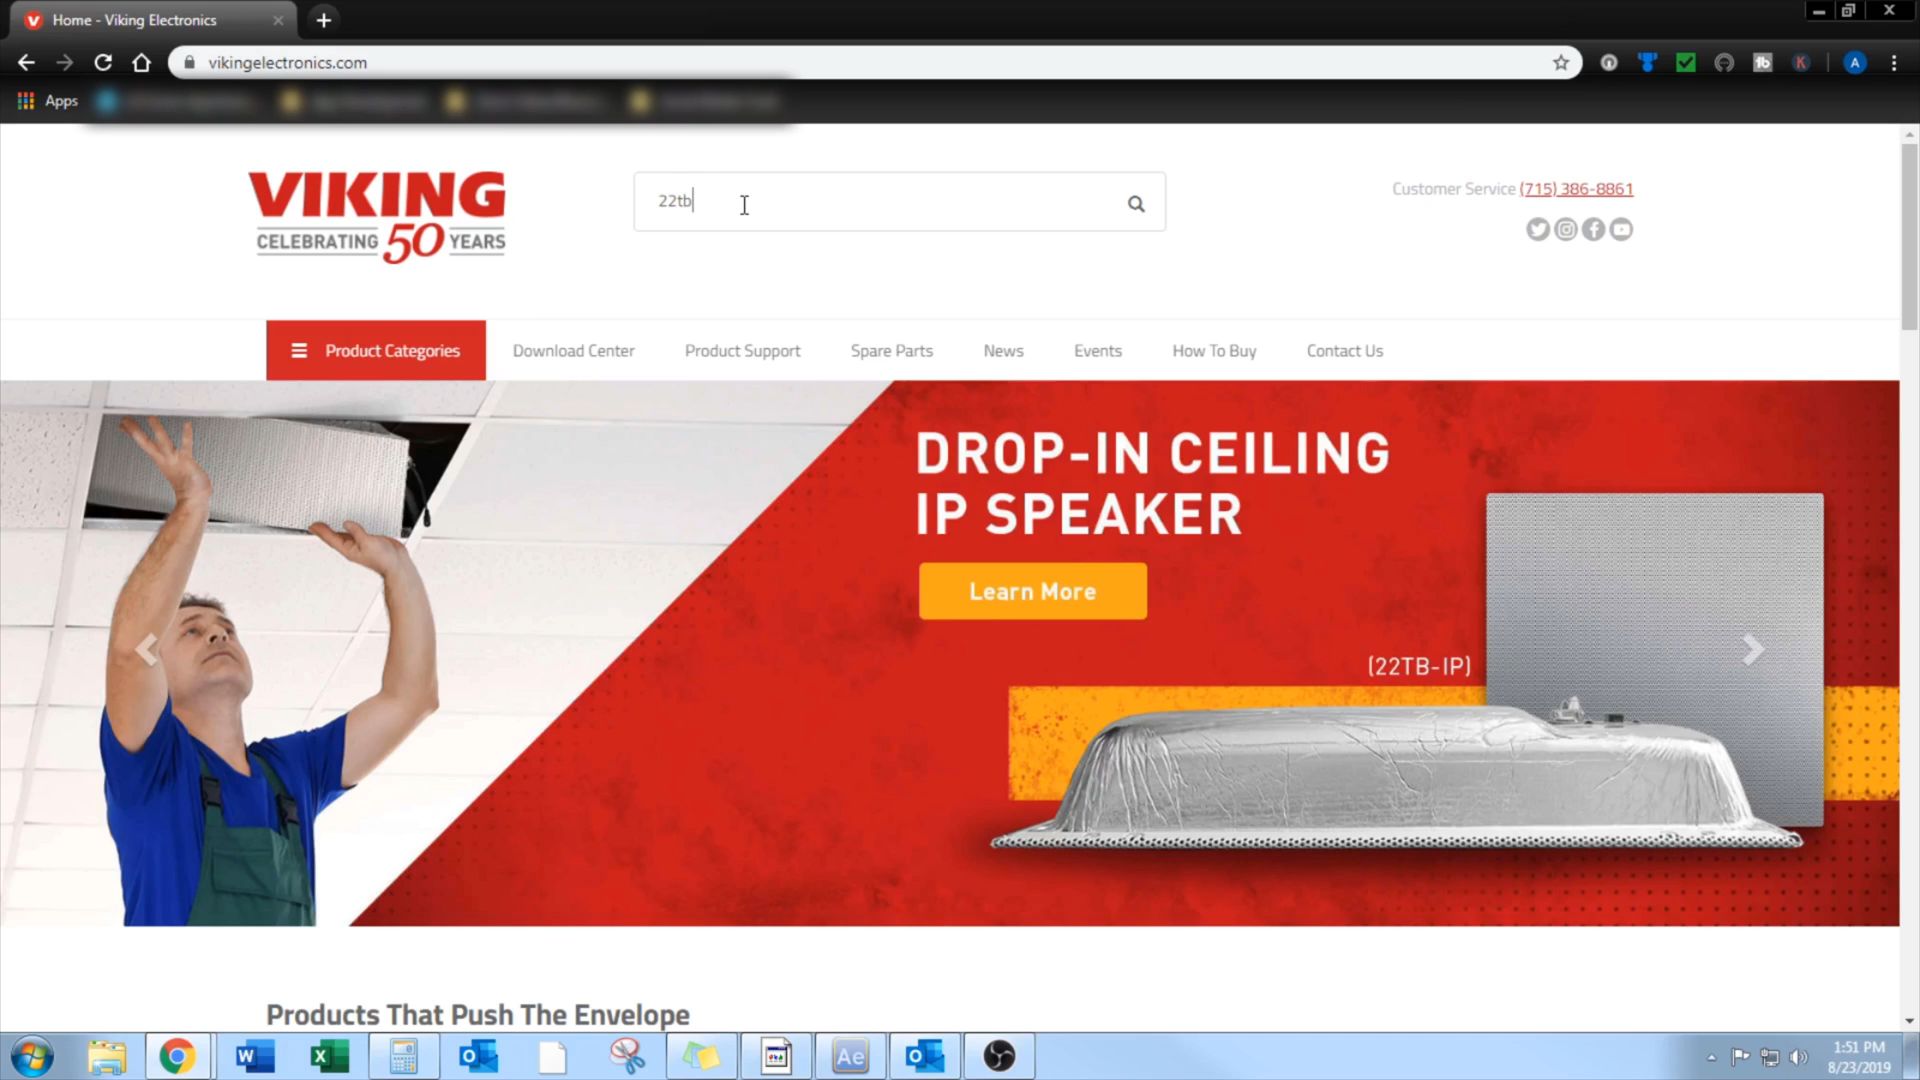 Home - Viking Electronics
vikingelectronics.com
Apps
VIKING
CELEBRATING 50 YEARS
22tb
Customer Service (715) 386-8861
Product Categories
Download Center
Product Support
Spare Parts
News
Events
How To Buy
Contact Us
DROP-IN CEILING
IP SPEAKER
Learn More
(22TB-IP)
Products That Push The Envelope
1:51 PM
8/23/2019